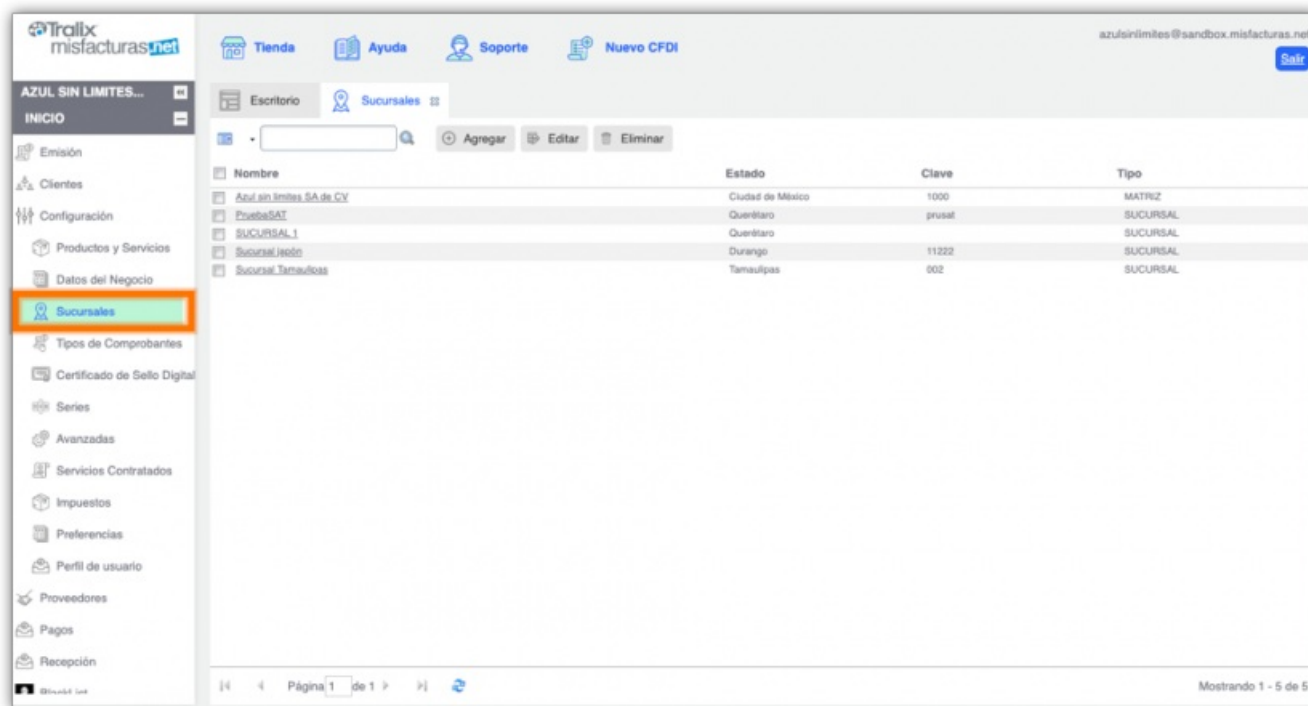 Tralix
misfacturas.net
Tienda
Ayuda
Soporte
Nuevo CFDI
azulsinlimites@sandbox.misfacturas.net
Salir
AZUL SIN LIMITES...
INICIO
Emisión
Clientes
Configuración
Productos y Servicios
Datos del Negocio
Sucursales
Tipos de Comprobantes
Certificado de Sello Digital
Series
Avanzadas
Servicios Contratados
Impuestos
Preferencias
Perfil de usuario
Proveedores
Pagos
Recepción
Escritorio
Sucursales
Agregar Editar Eliminar
Nombre Estado Clave Tipo
Azul sin limites SA de CV Ciudad de México 1000 MATRIZ
PruebaSAT Querétaro prusat SUCURSAL
SUCURSAL 1 Querétaro SUCURSAL
Sucursal japón Durango 11222 SUCURSAL
Sucursal Tamaulipas Tamaulipas 002 SUCURSAL
Página 1 de 1
Mostrando 1 - 5 de 5